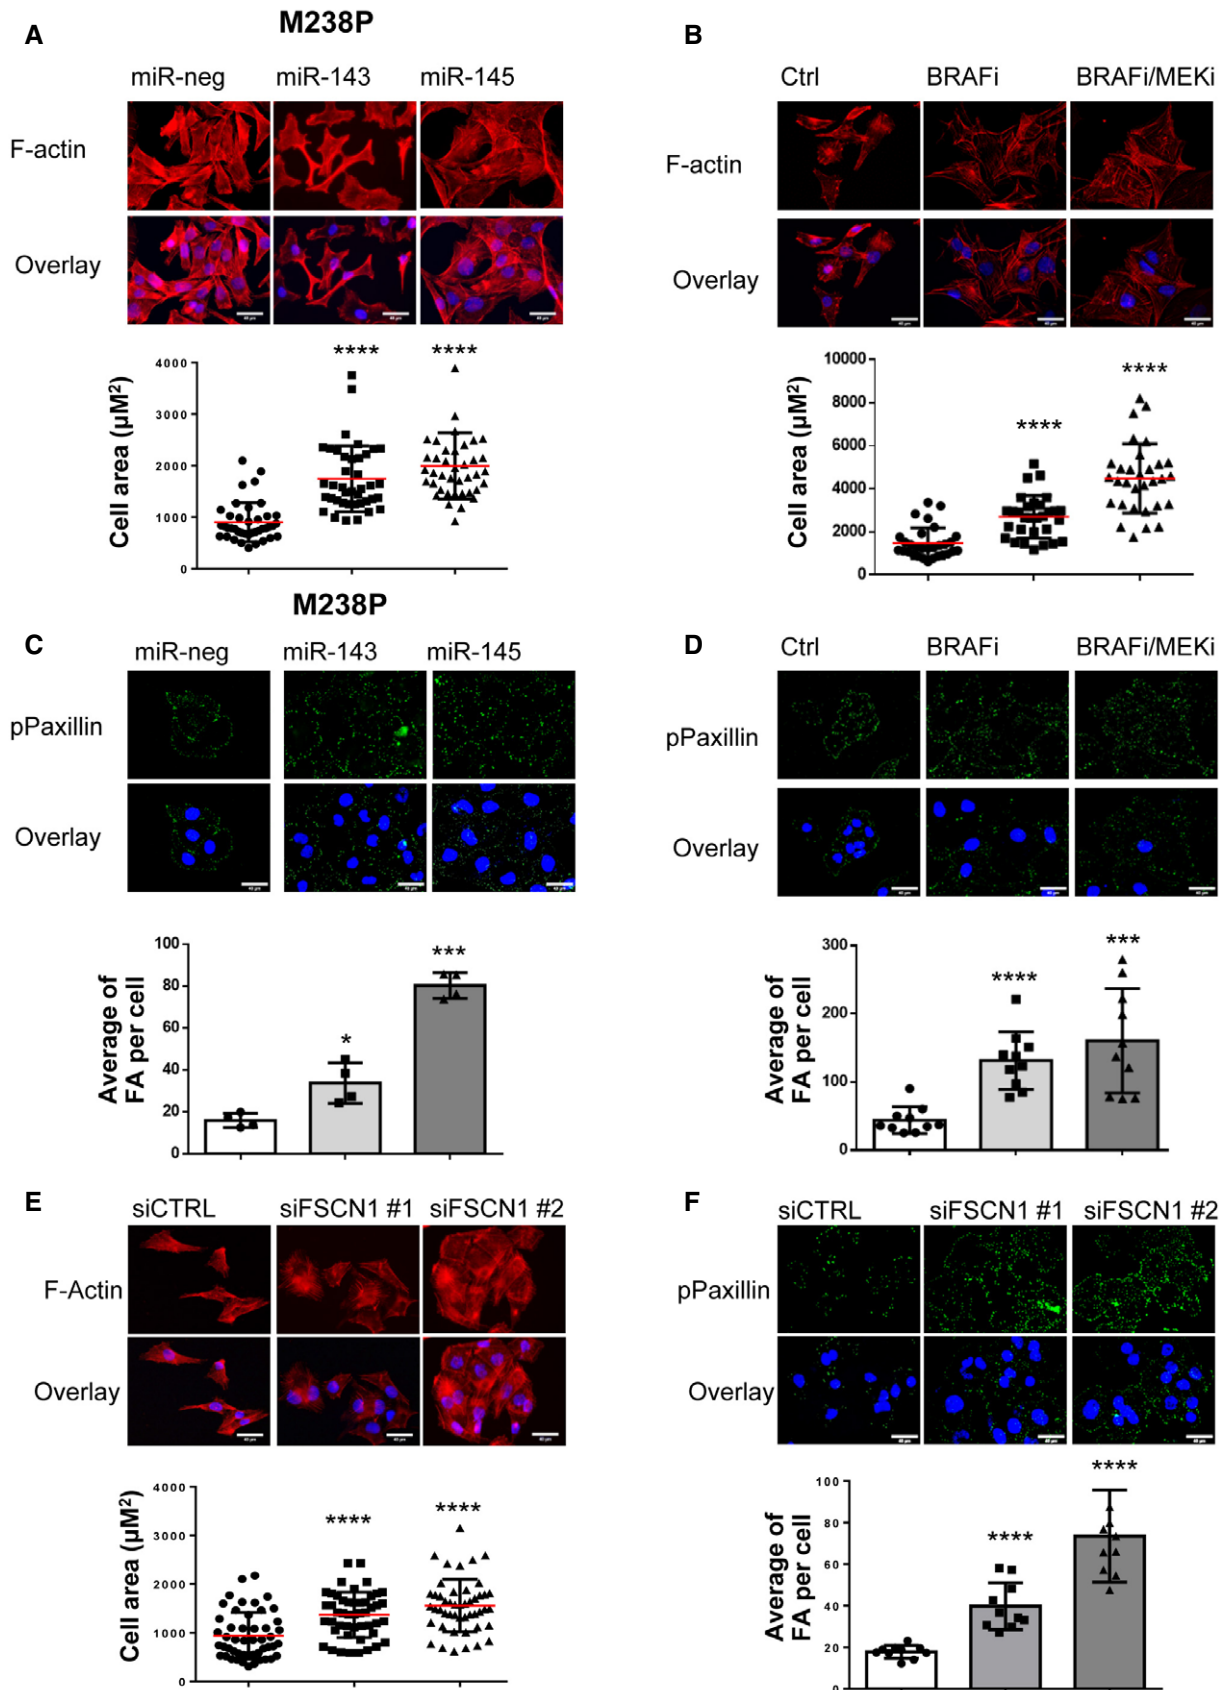 M238P
A
miR-neg miR-143 miR-145
F-actin
Overlay
**** ****
Cell area (µM²)
4000
3000
2000
1000
0
B
Ctrl BRAFi BRAFi/MEKi
F-actin
Overlay
****
****
Cell area (µM²)
10000
8000
6000
4000
2000
0
M238P
C
miR-neg miR-143 miR-145
pPaxillin
Overlay
***
*
Average of
FA per cell
100
80
60
40
20
0
D
Ctrl BRAFi BRAFi/MEKi
pPaxillin
Overlay
***
****
Average of
FA per cell
300
200
100
0
E
siCTRL siFSCN1 #1 siFSCN1 #2
F-Actin
Overlay
****
****
Cell area (µM²)
4000
3000
2000
1000
0
F
siCTRL siFSCN1 #1 siFSCN1 #2
pPaxillin
Overlay
****
****
Average of
FA per cell
100
80
60
40
20
0